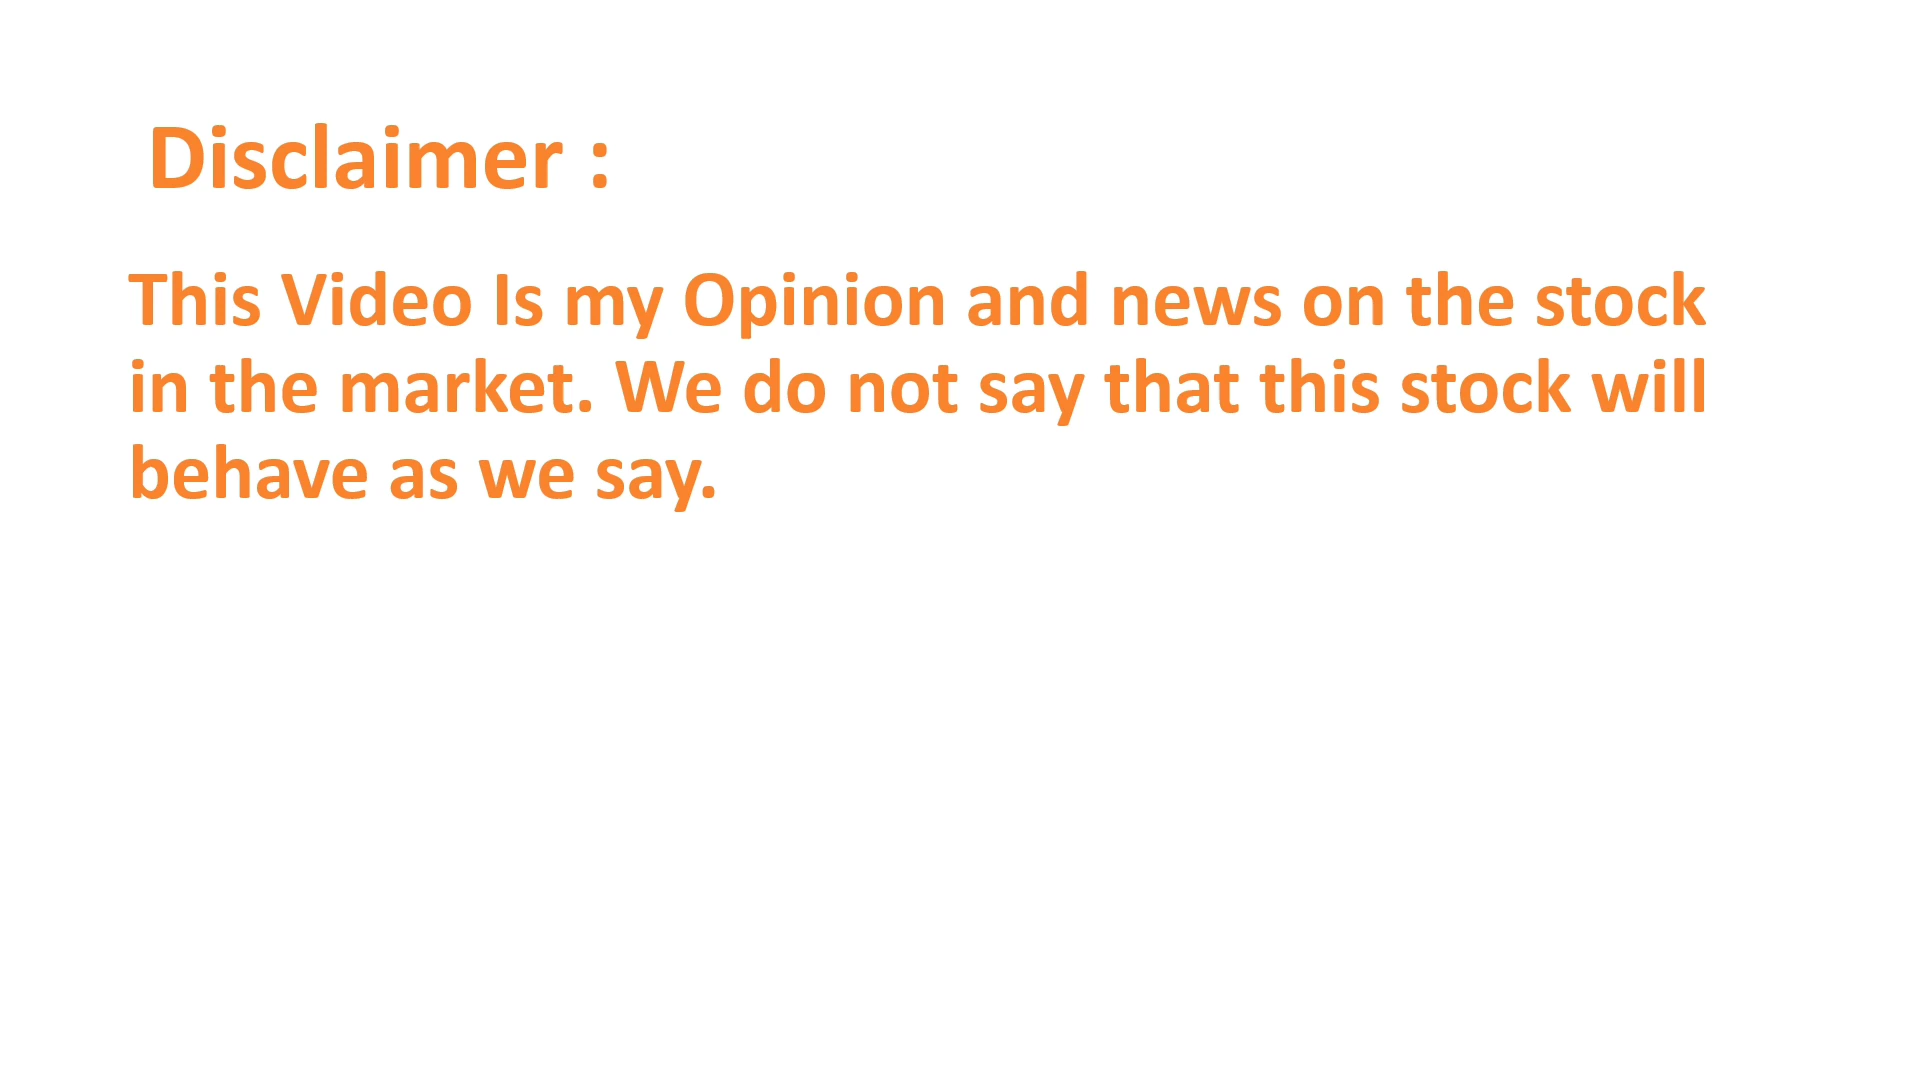 Disclaimer :
This Video Is my Opinion and news on the stock
in the market. We do not say that this stock will
behave as we say.